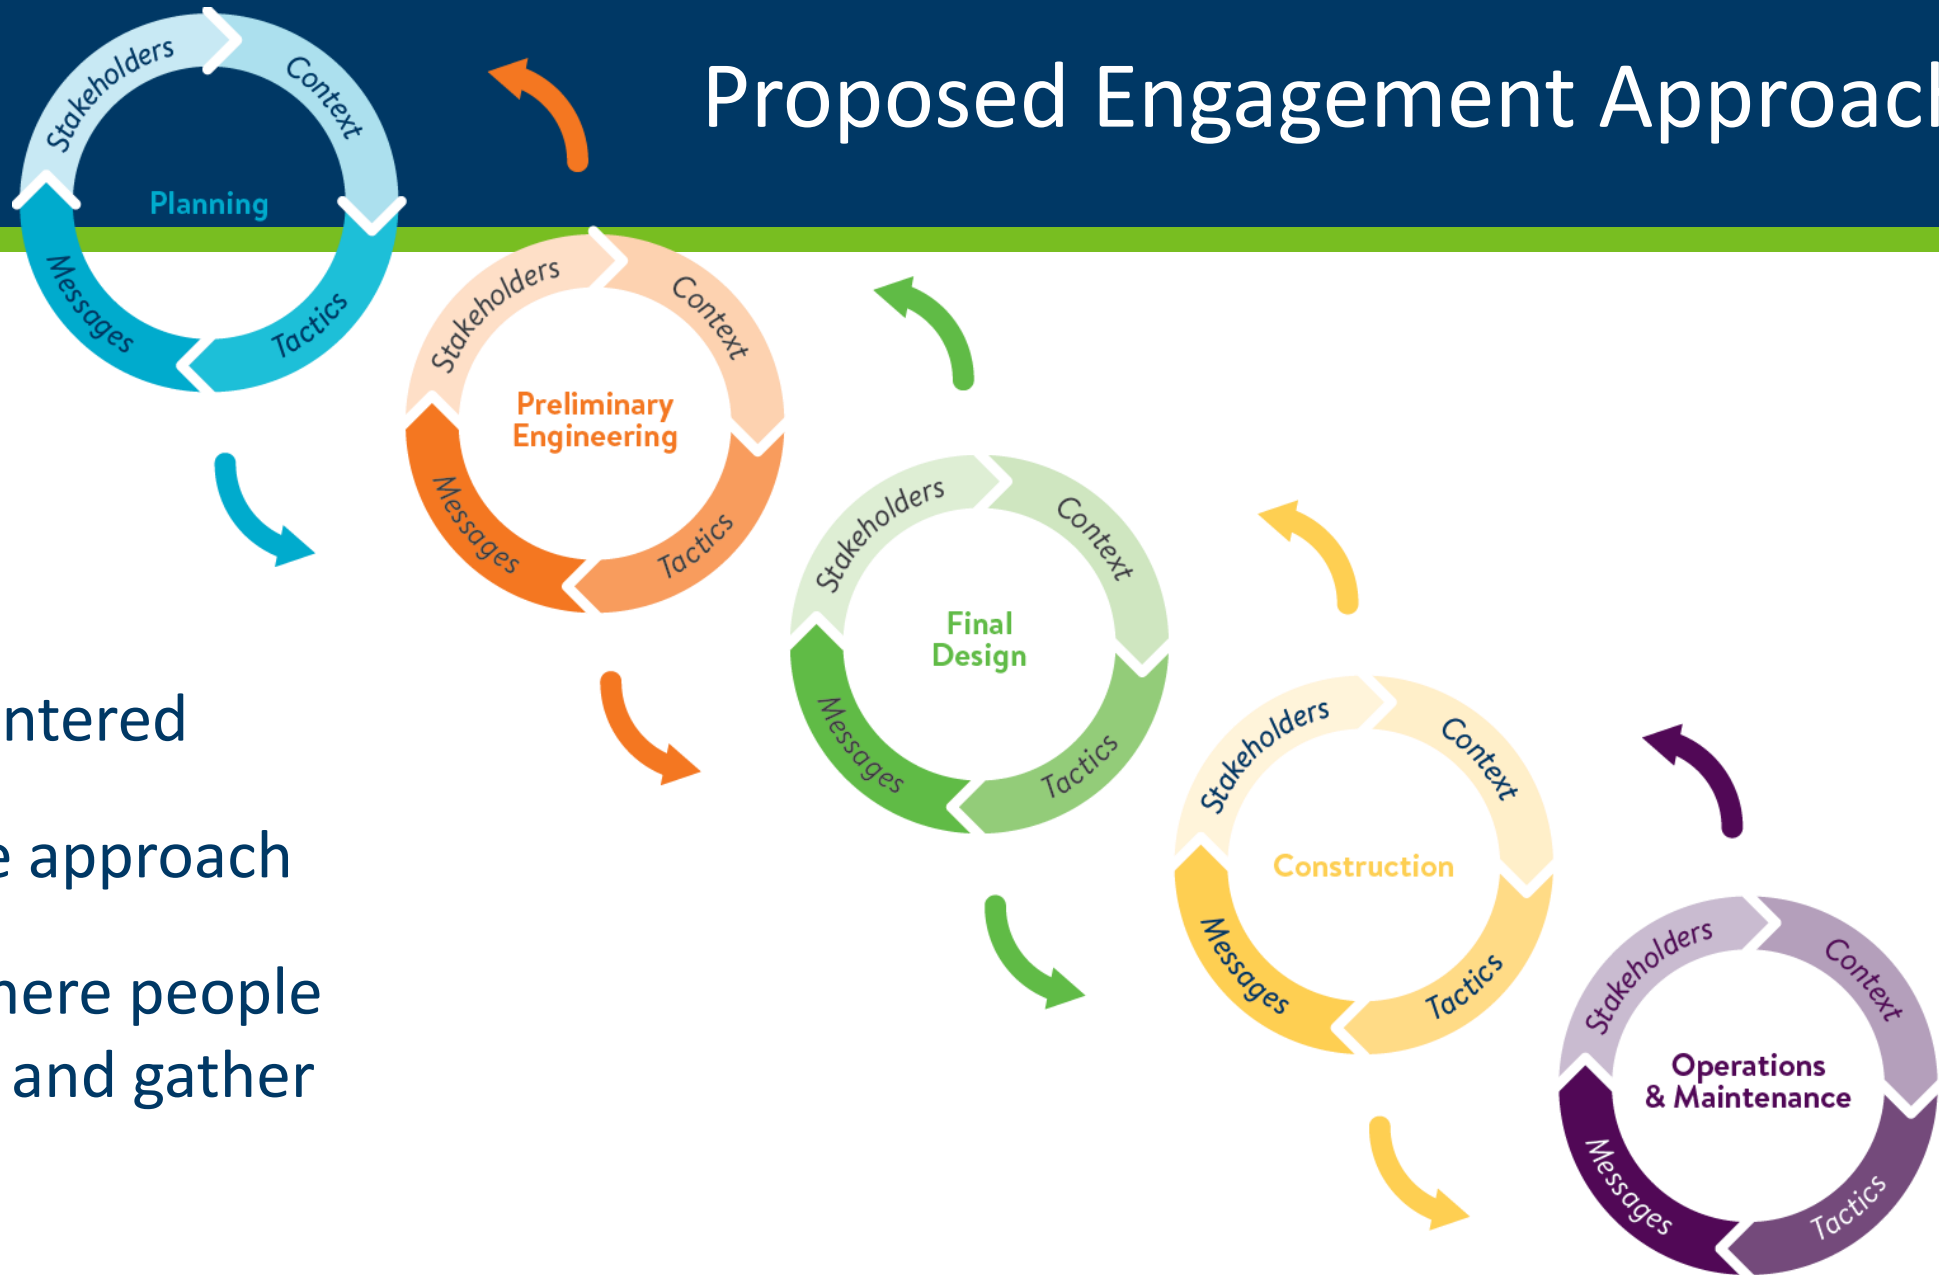 Proposed Engagement Approach
Stakeholders
Context
Planning
Messages
Tactics
Stakeholders
Context
Preliminary
Engineering
Messages
Tactics
Stakeholders
Context
Final
Design
Messages
Tactics
Stakeholders
Context
Construction
Messages
Tactics
Stakeholders
Context
Operations
& Maintenance
Messages
Tactics
ntered
e approach
here people
and gather